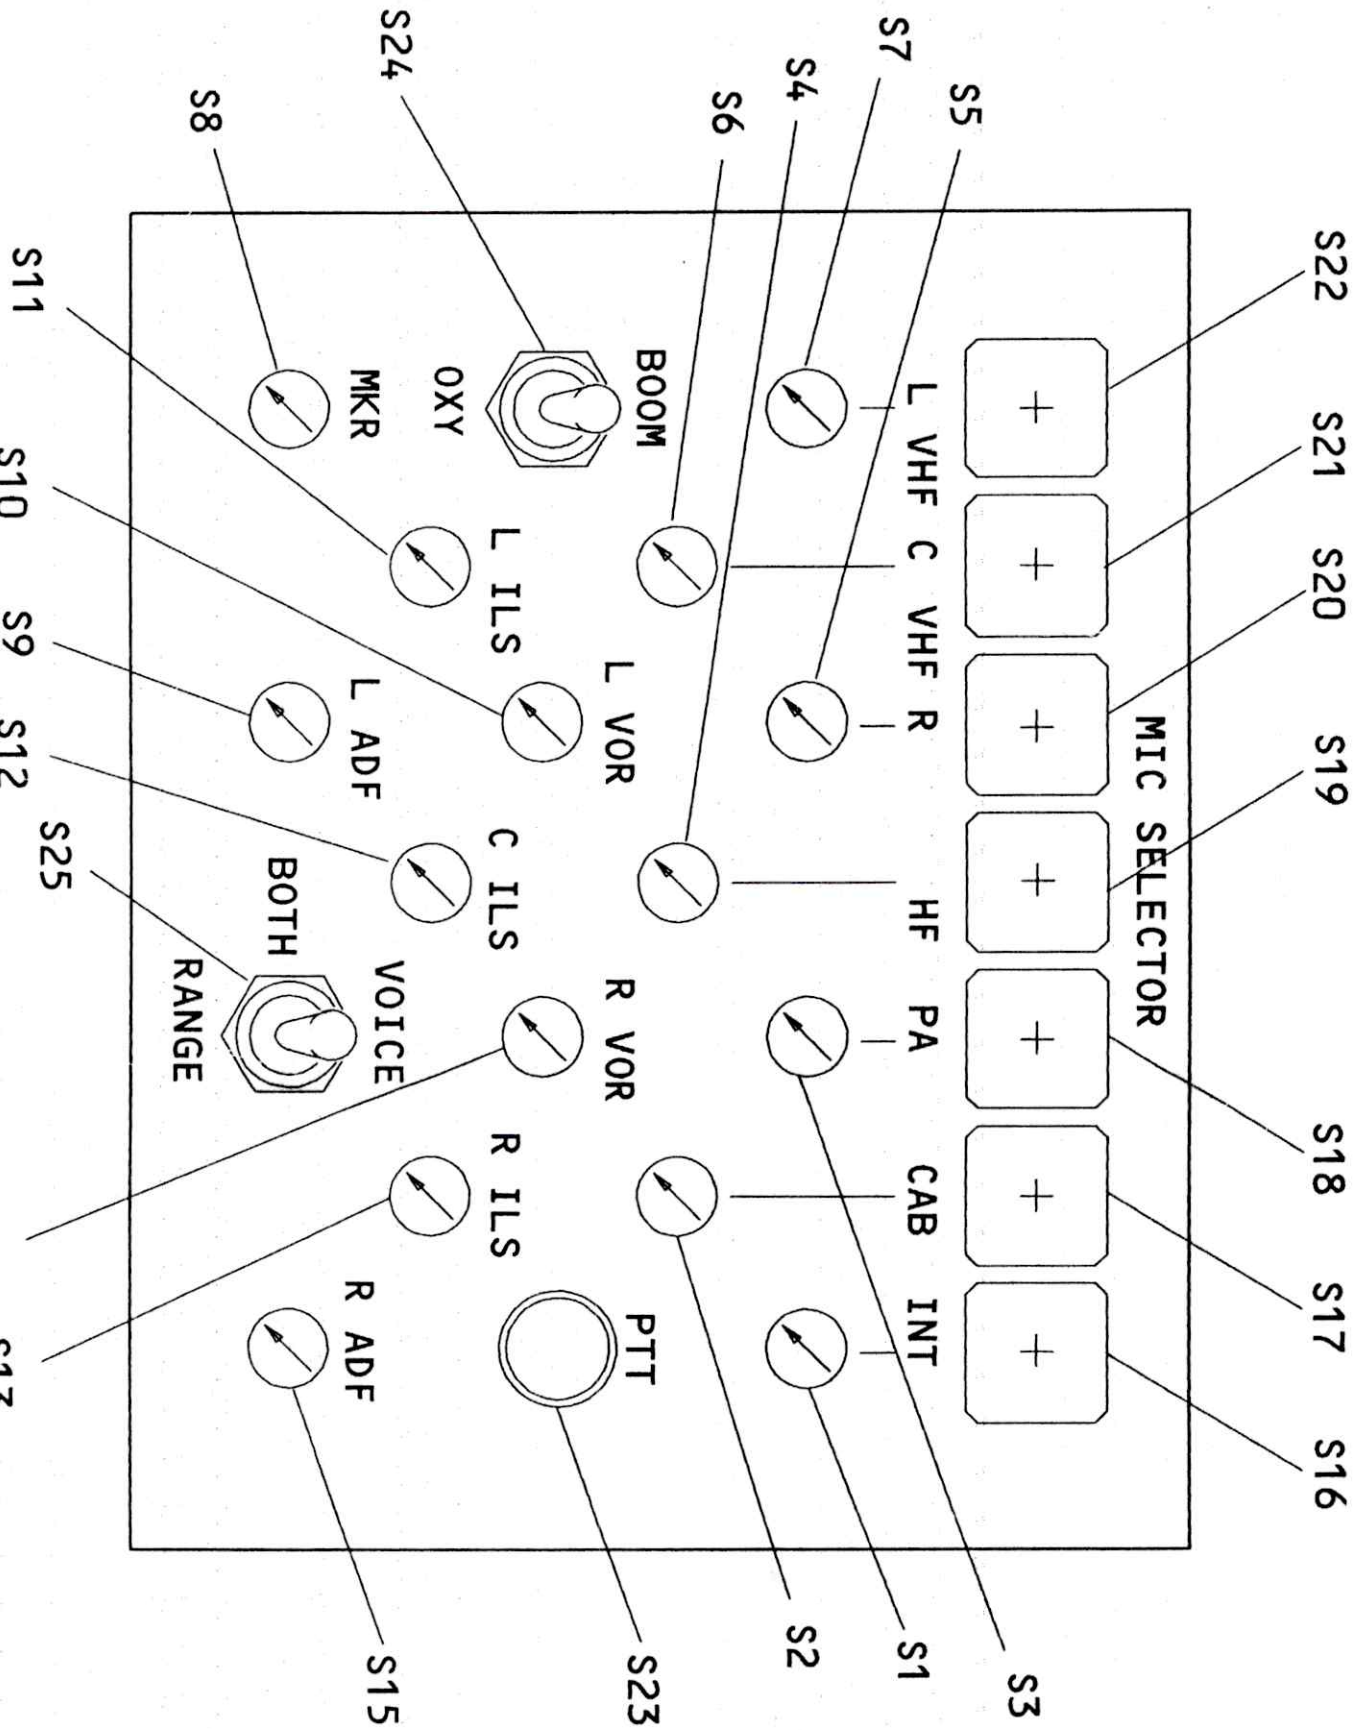 S22
S21
S20
S19
S18
S17
S16
MIC SELECTOR
S5
S7
S4
S6
S24
S8
L VHF C VHF R HF PA CAB INT
BOOM
OXY
PTT
L VOR
R VOR
L ILS
C ILS
R ILS
MKR
L ADF
VOICE
BOTH
RANGE
R ADF
S3
S1
S2
S23
S15
S11
S10
S9
S12
S25
S13